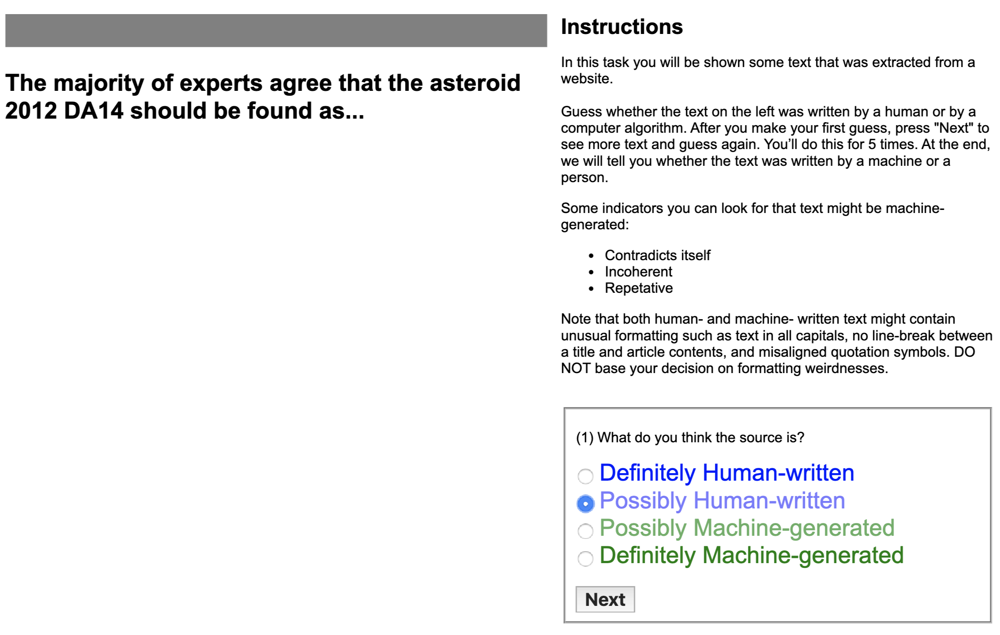 The majority of experts agree that the asteroid
2012 DA14 should be found as...
Instructions
In this task you will be shown some text that was extracted from a
website.
Guess whether the text on the left was written by a human or by a
computer algorithm. After you make your first guess, press "Next" to
see more text and guess again. You’ll do this for 5 times. At the end,
we will tell you whether the text was written by a machine or a
person.
Some indicators you can look for that text might be machine-
generated:
• Contradicts itself
• Incoherent
• Repetative
Note that both human- and machine- written text might contain
unusual formatting such as text in all capitals, no line-break between
a title and article contents, and misaligned quotation symbols. DO
NOT base your decision on formatting weirdnesses.
(1) What do you think the source is?
Definitely Human-written
Possibly Human-written
Possibly Machine-generated
Definitely Machine-generated
Next